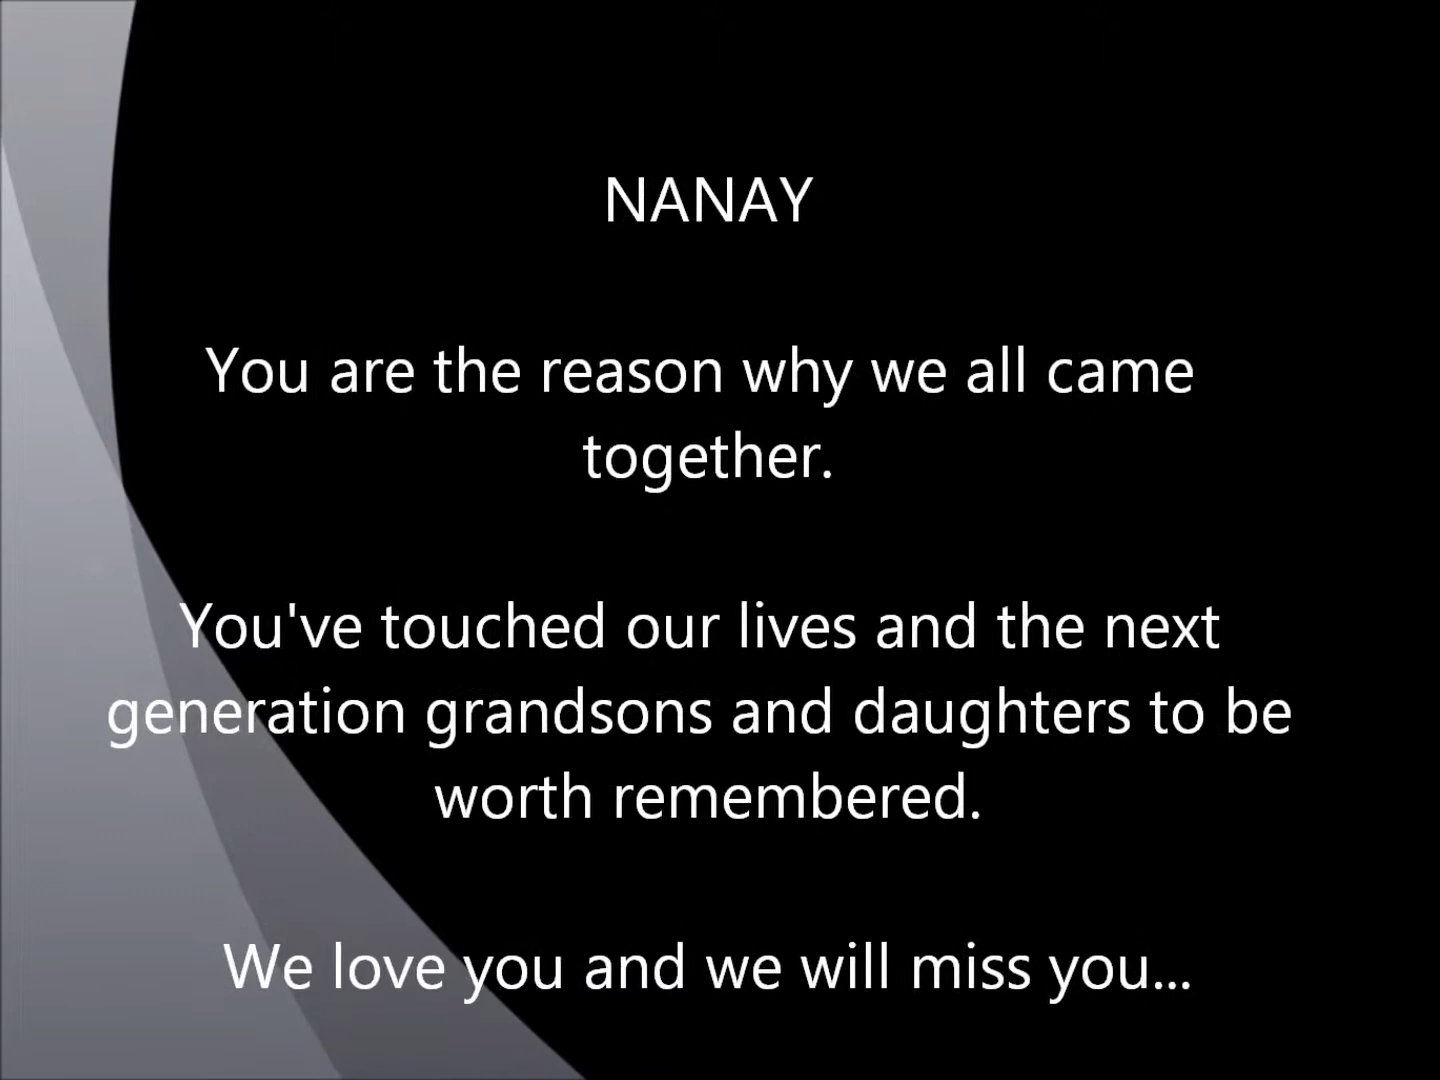 NANAY
You are the reason why we all came
together.
You've touched our lives and the next
generation grandsons and daughters to be
worth remembered.
We love you and we will miss you...